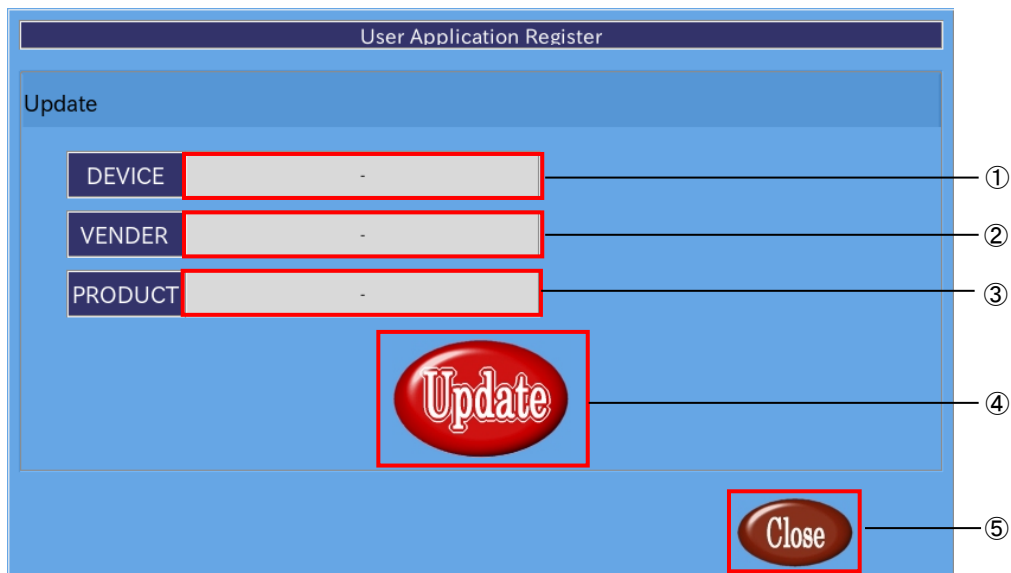 User Application Register
Update
DEVICE - ①
VENDER - ②
PRODUCT - ③
Update ④
Close ⑤